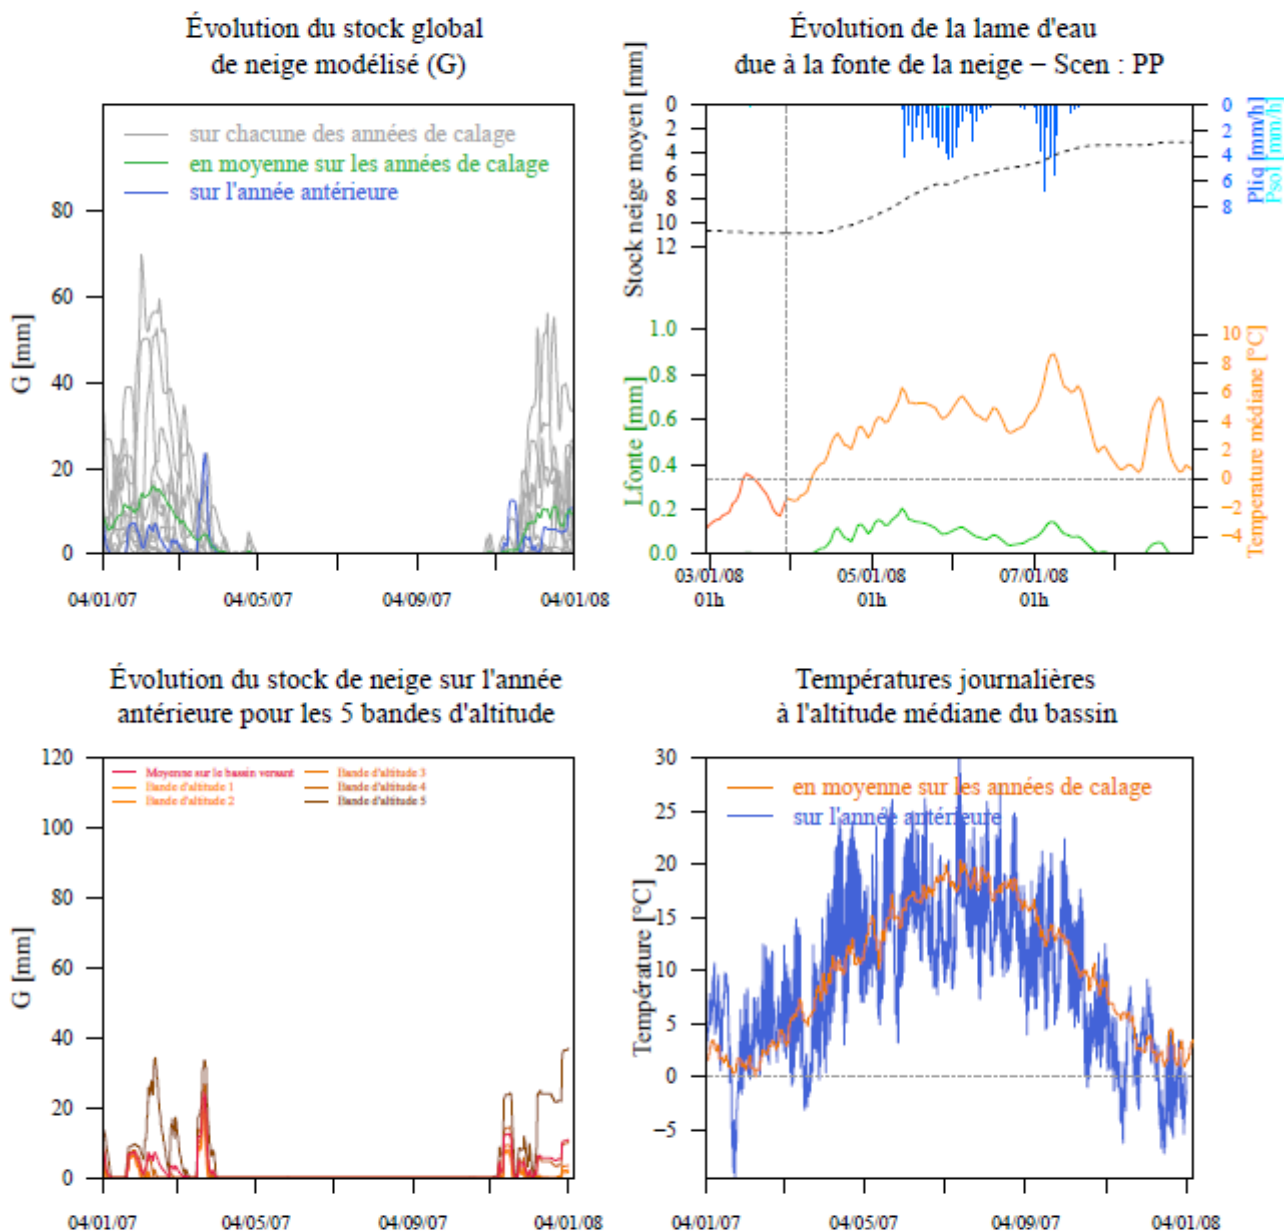 Évolution du stock global
de neige modélisé (G)
sur chacune des années de calage
en moyenne sur les années de calage
sur l'année antérieure
G [mm]
80
60
40
20
0
04/01/07 04/05/07 04/09/07 04/01/08
Évolution de la lame d'eau
due à la fonte de la neige – Scen : PP
Stock neige moyen [mm]
0
2
4
6
8
10
12
Pliq [mm/h]
Psol [mm/h]
0
2
4
6
8
Lfonte [mm]
1.0
0.8
0.6
0.4
0.2
0.0
Température médiane [°C]
10
8
6
4
2
0
−2
−4
03/01/08 05/01/08 07/01/08
01h 01h 01h
Évolution du stock de neige sur l'année
antérieure pour les 5 bandes d'altitude
Moyenne sur le bassin versant
Bande d'altitude 1
Bande d'altitude 2
Bande d'altitude 3
Bande d'altitude 4
Bande d'altitude 5
G [mm]
120
100
80
60
40
20
0
04/01/07 04/05/07 04/09/07 04/01/08
Températures journalières
à l'altitude médiane du bassin
en moyenne sur les années de calage
sur l'année antérieure
Température [°C]
30
25
20
15
10
5
0
−5
04/01/07 04/05/07 04/09/07 04/01/08